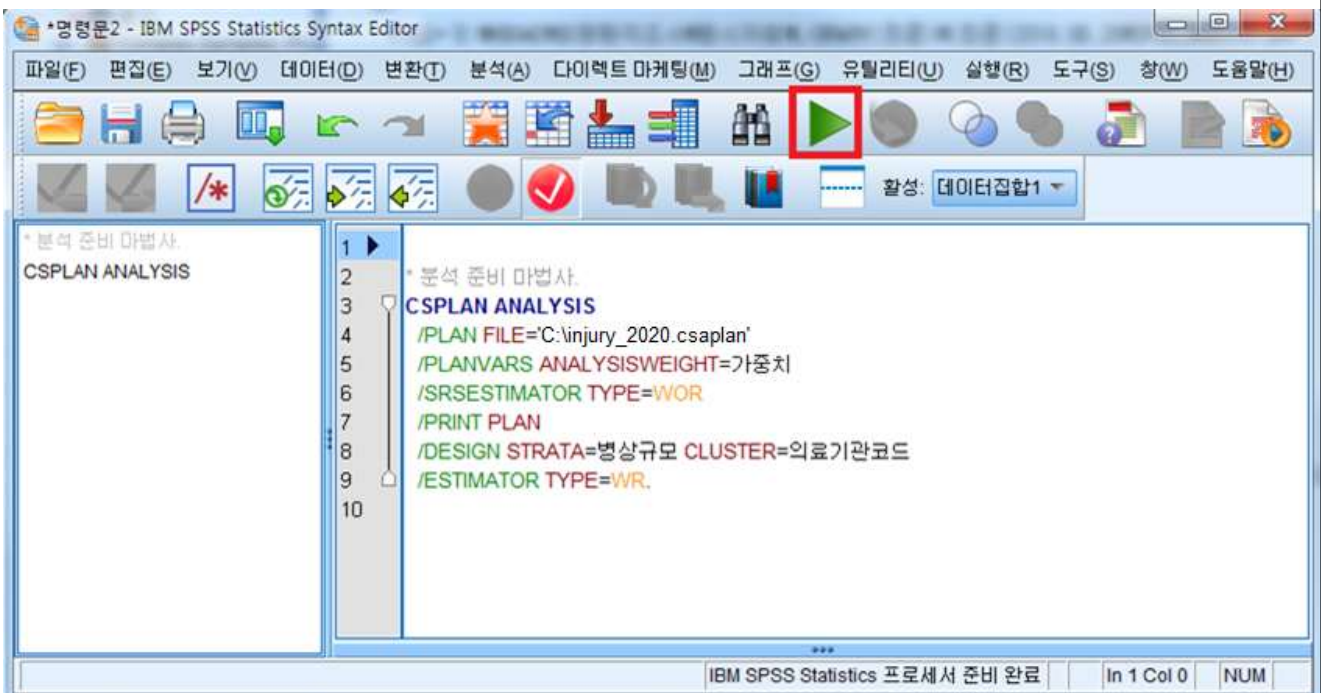 *명령문2 - IBM SPSS Statistics Syntax Editor
파일(F) 편집(E) 보기(V) 데이터(D) 변환(T) 분석(A) 다이렉트 마케팅(M) 그래프(G) 유틸리티(U) 실행(R) 도구(S) 창(W) 도움말(H)
/* 활성: 데이터집합1
* 분석 준비 마법사.
CSPLAN ANALYSIS
1
2 * 분석 준비 마법사.
3 CSPLAN ANALYSIS
4 /PLAN FILE='C:\injury_2020.csaplan'
5 /PLANVARS ANALYSISWEIGHT=가중치
6 /SRSESTIMATOR TYPE=WOR
7 /PRINT PLAN
8 /DESIGN STRATA=병상규모 CLUSTER=의료기관코드
9 /ESTIMATOR TYPE=WR.
10
IBM SPSS Statistics 프로세서 준비 완료 In 1 Col 0 NUM